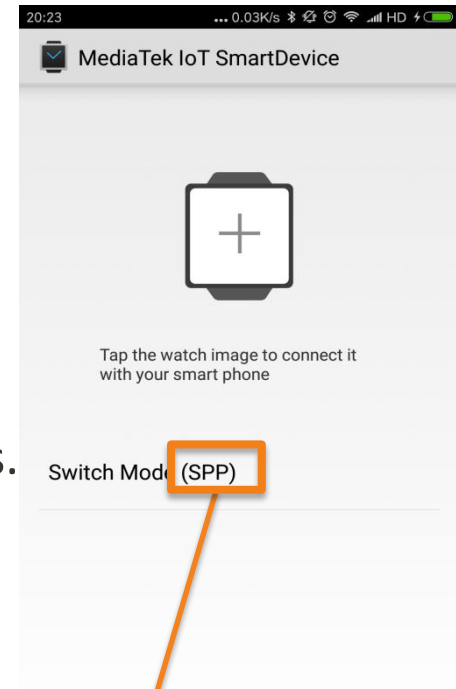 20:23 ... 0.03K/s HD
MediaTek IoT SmartDevice
Tap the watch image to connect it
with your smart phone
s.
Switch Mode (SPP)